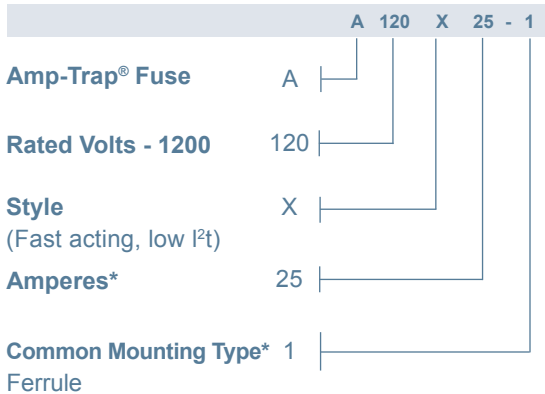 A 120 X 25 - 1
Amp-Trap® Fuse A
Rated Volts - 1200 120
Style X
(Fast acting, low I²t)
Amperes* 25
Common Mounting Type* 1
Ferrule